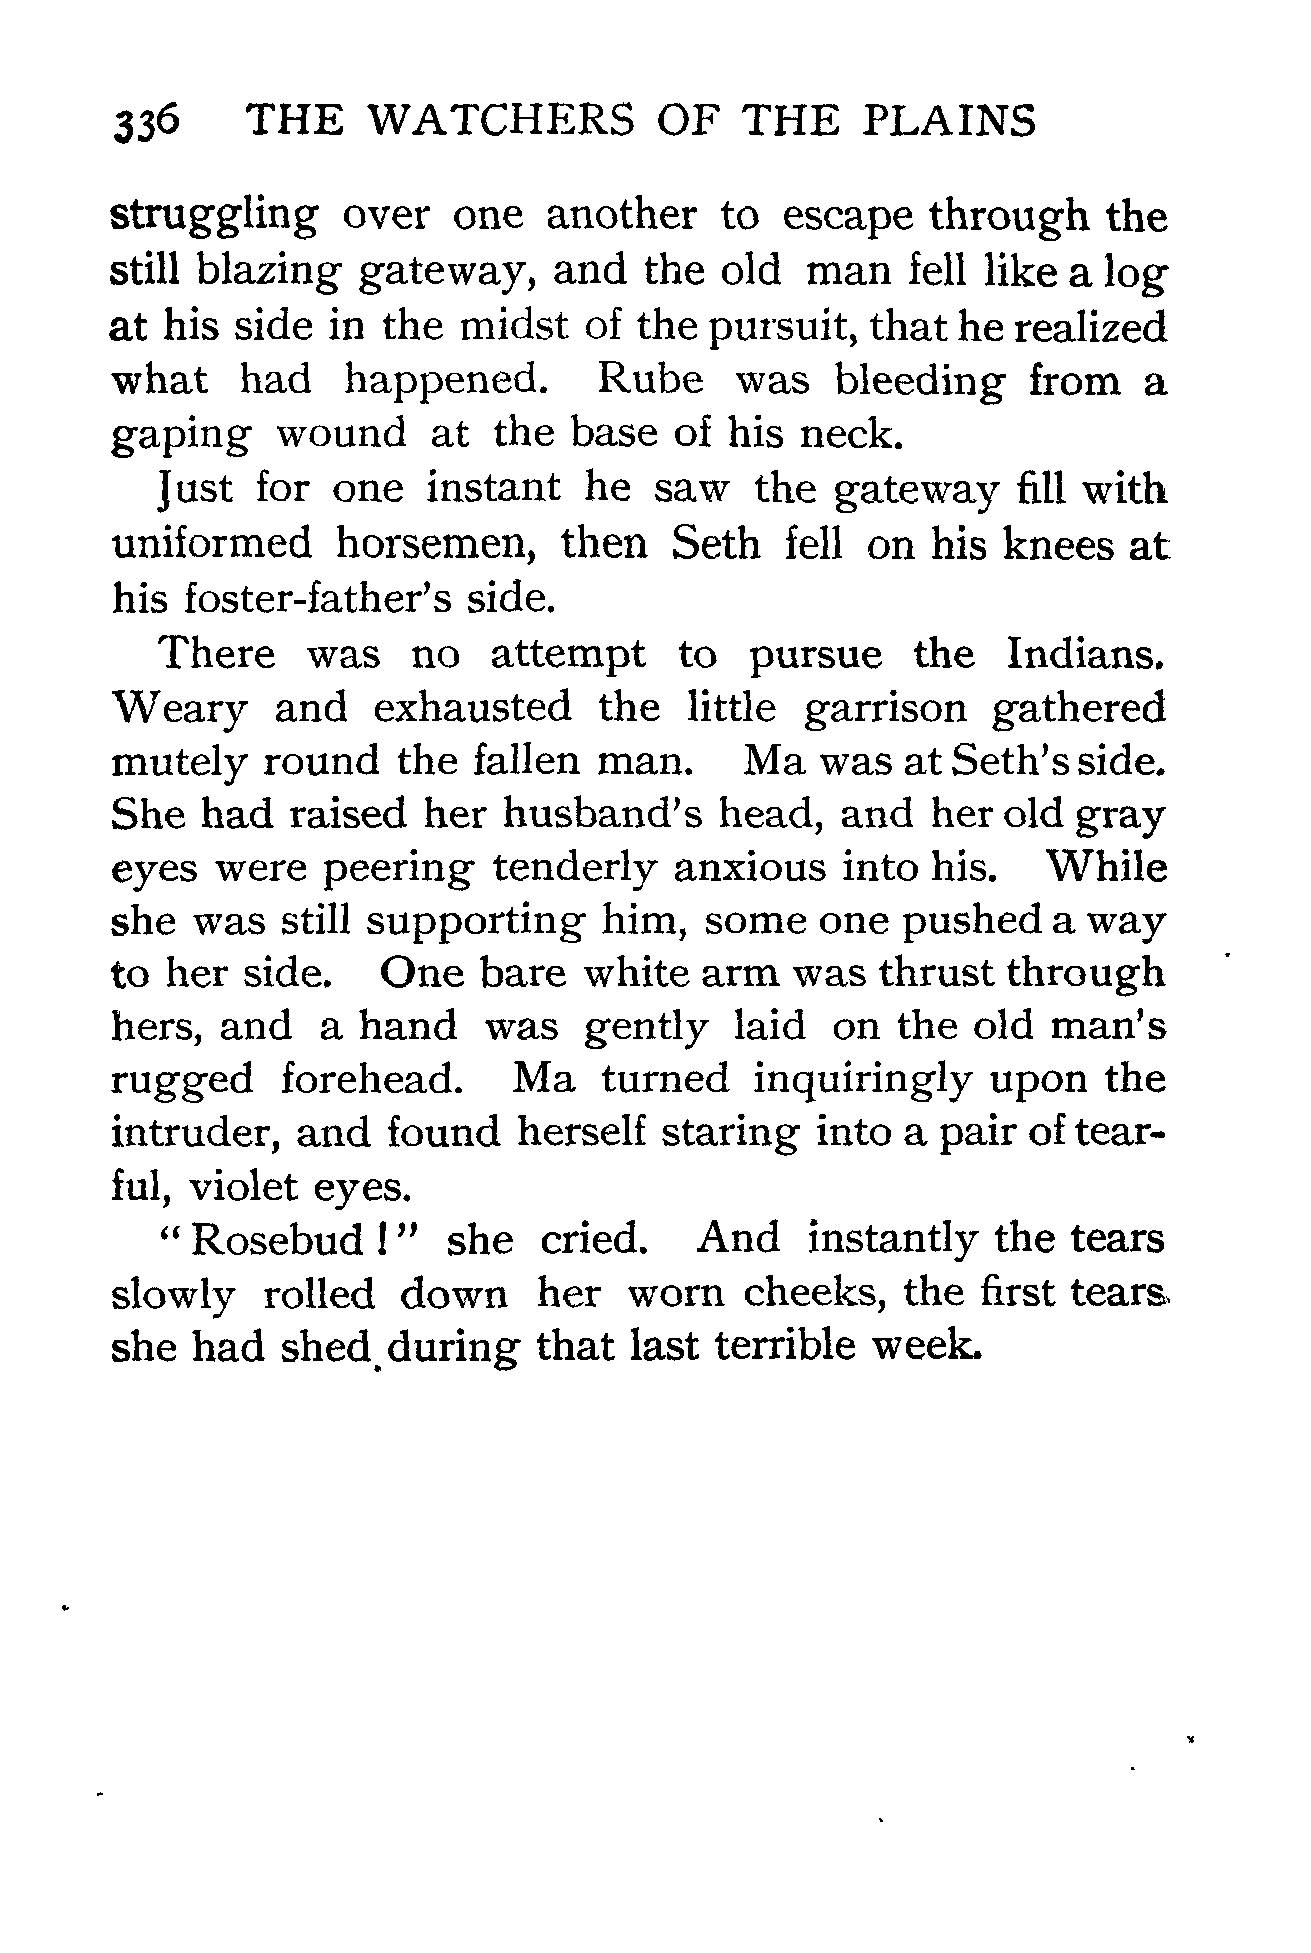 336 THE WATCHERS OF THE PLAINS
struggling over one another to escape through the
still blazing gateway, and the old man fell like a log
at his side in the midst of the pursuit, that he realized
what had happened. Rube was bleeding from a
gaping wound at the base of his neck.
Just for one instant he saw the gateway fill with
uniformed horsemen, then Seth fell on his knees at
his foster-father's side.
There was no attempt to pursue the Indians.
Weary and exhausted the little garrison gathered
mutely round the fallen man. Ma was at Seth's side.
She had raised her husband's head, and her old gray
eyes were peering tenderly anxious into his. While
she was still supporting him, some one pushed a way
to her side. One bare white arm was thrust through
hers, and a hand was gently laid on the old man's
rugged forehead. Ma turned inquiringly upon the
intruder, and found herself staring into a pair of tear-
ful, violet eyes.
"Rosebud!" she cried. And instantly the tears
slowly rolled down her worn cheeks, the first tears
she had shed during that last terrible week.